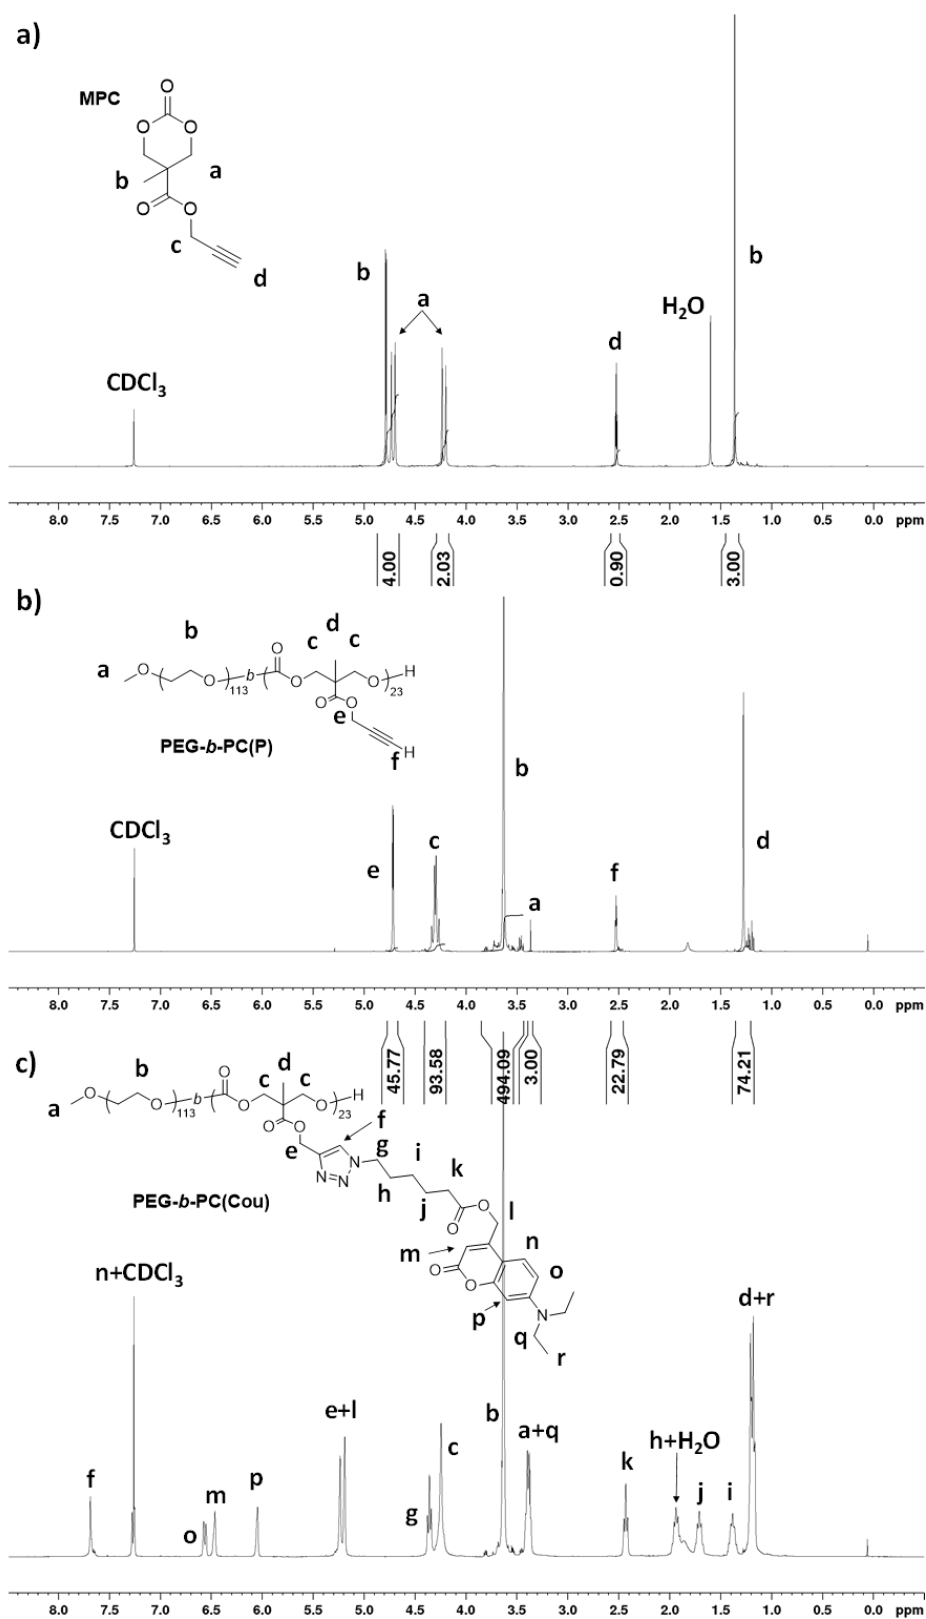 a)
MPC
O
O
O
b
a
O
O
c
d
b
a
b
H2O
d
CDCl3
8.0 7.0 6.5 6.0 5.5 5.0 4.5 4.0 3.5 3.0 2.5 2.0 1.5 1.0 0.5 0.0 ppm
4.00 2.03 0.90 3.00
b)
b
d
c c
a
O
O
O
b
O
O
H
113
23
O
O
e
H
PEG-b-PC(P)
f
b
CDCl3
c
e
f
d
a
8.0 7.0 6.5 6.0 5.5 5.0 4.5 4.0 3.5 3.0 2.5 2.0 1.5 1.0 0.5 0.0 ppm
45.77 93.58 494.09 3.00 22.79 74.21
c)
b
d
c c
a
O
O
O
b
O
O
H
113
23
O
O
f
e
N
N=N
g
i
h
k
j
O
O
l
PEG-b-PC(Cou)
m
n
O
O
o
p
N
q
r
n+CDCl3
d+r
e+l
b
a+q
c
h+H2O
k
f
p
m
j
i
g
o
8.0 7.0 6.5 6.0 5.5 5.0 4.5 4.0 3.5 3.0 2.5 2.0 1.5 1.0 0.5 0.0 ppm